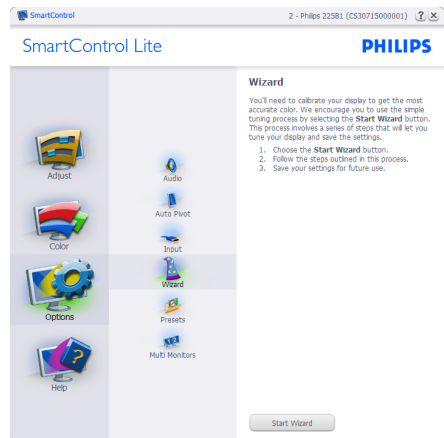 SmartControl
2 - Philips 225B1 (CS30715000001)
SmartControl Lite
PHILIPS
Adjust
Color
Options
Help
Audio
Auto Pivot
Input
Wizard
Presets
Multi Monitors
Wizard
You'll need to calibrate your display to get the most
accurate color. We encourage you to use the simple
tuning process by selecting the Start Wizard button.
This process involves a series of steps that will let you
tune your display and save the settings.
1. Choose the Start Wizard button.
2. Follow the steps outlined in this process.
3. Save your settings for future use.
Start Wizard